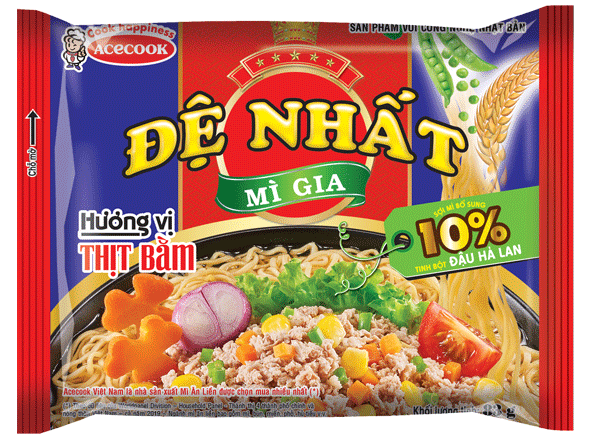 Cook happiness
ACECOOK
SẢN PHẨM VỚI CÔNG NGHỆ NHẬT BẢN
Chỗ mở
ĐỆ NHẤT
MÌ GIA
Hương vị
THỊT BẰM
SỢI MÌ BỔ SUNG
10%
TINH BỘT ĐẬU HÀ LAN
Acecook Việt Nam là nhà sản xuất Mì Ăn Liền được chọn mua nhiều nhất (*)
Khối lượng